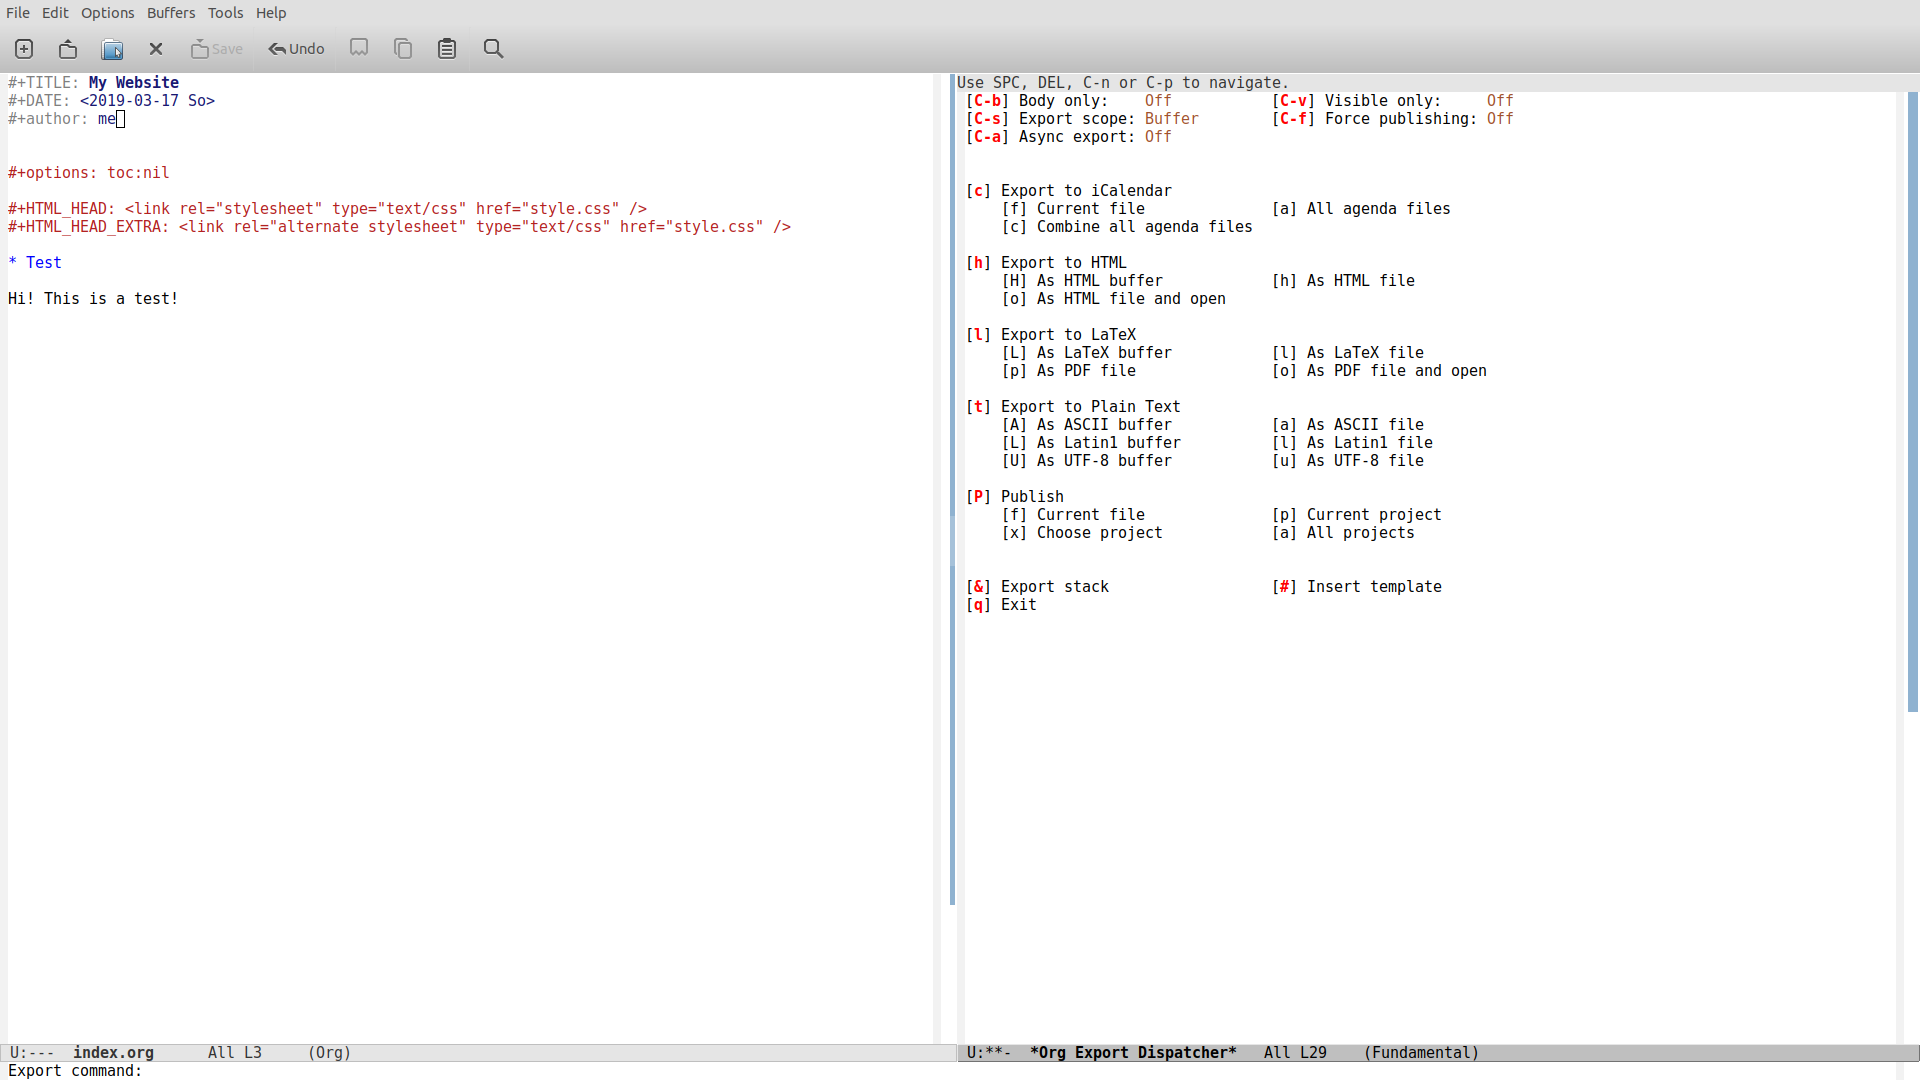 File Edit Options Buffers Tools Help
Save Undo
#+TITLE: My Website
#+DATE: <2019-03-17 So>
#+author: me
#+options: toc:nil
#+HTML_HEAD: <link rel="stylesheet" type="text/css" href="style.css" />
#+HTML_HEAD_EXTRA: <link rel="alternate stylesheet" type="text/css" href="style.css" />
* Test
Hi! This is a test!
U:--- index.org All L3 (Org)
Use SPC, DEL, C-n or C-p to navigate.
[C-b] Body only: Off [C-v] Visible only: Off
[C-s] Export scope: Buffer [C-f] Force publishing: Off
[C-a] Async export: Off
[c] Export to iCalendar
[f] Current file [a] All agenda files
[c] Combine all agenda files
[h] Export to HTML
[H] As HTML buffer [h] As HTML file
[o] As HTML file and open
[l] Export to LaTeX
[L] As LaTeX buffer [l] As LaTeX file
[p] As PDF file [o] As PDF file and open
[t] Export to Plain Text
[A] As ASCII buffer [a] As ASCII file
[L] As Latin1 buffer [l] As Latin1 file
[U] As UTF-8 buffer [u] As UTF-8 file
[P] Publish
[f] Current file [p] Current project
[x] Choose project [a] All projects
[&] Export stack [#] Insert template
[q] Exit
U:**- *Org Export Dispatcher* All L29 (Fundamental)
Export command: